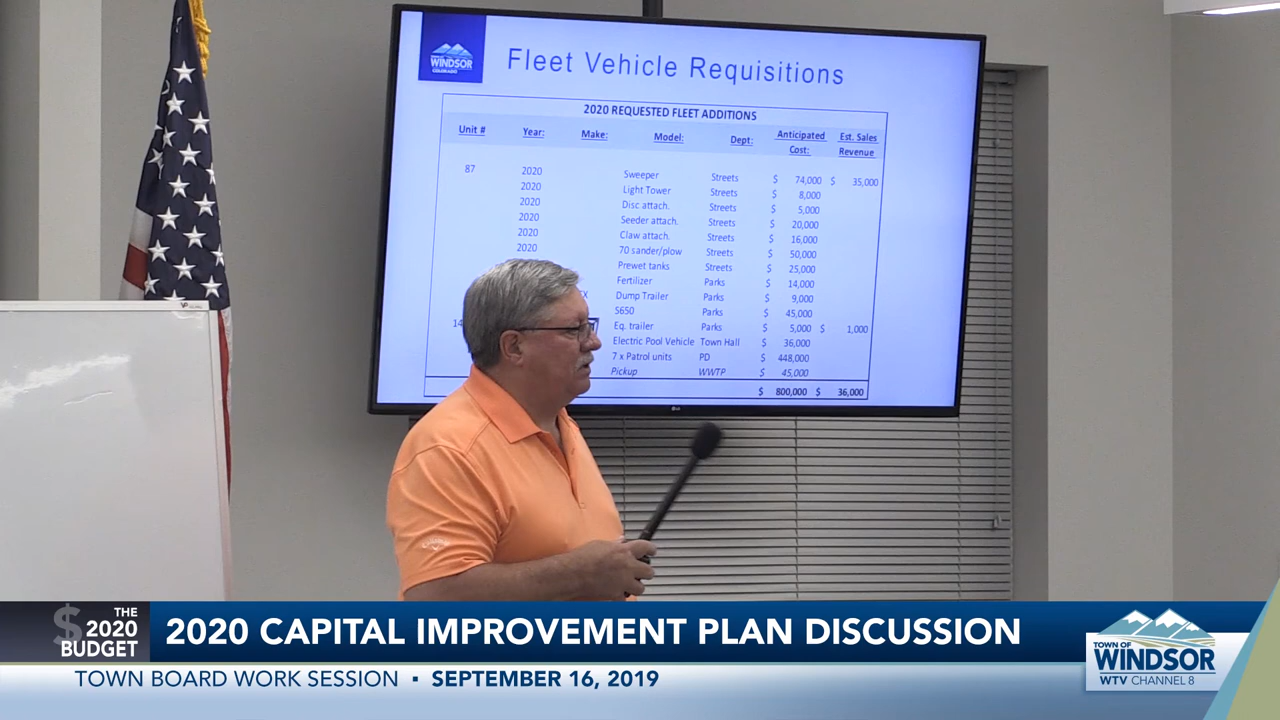 WINDSOR
COLORADO
Fleet Vehicle Requisitions
2020 REQUESTED FLEET ADDITIONS
Unit # Year: Make: Model: Dept: Anticipated Cost: Est. Sales Revenue
87 2020 Sweeper Streets $ 74,000 $ 35,000
2020 Light Tower Streets $ 8,000
2020 Disc attach. Streets $ 5,000
2020 Seeder attach. Streets $ 20,000
2020 Claw attach. Streets $ 16,000
2020 70 sander/plow Streets $ 50,000
Prewet tanks Streets $ 25,000
Fertilizer Parks $ 14,000
Dump Trailer Parks $ 9,000
S650 Parks $ 45,000
Eq. trailer Parks $ 5,000 $ 1,000
Electric Pool Vehicle Town Hall $ 36,000
7 x Patrol units PD $ 448,000
Pickup WWTP $ 45,000
$ 800,000 $ 36,000
LG
THE
2020
BUDGET
2020 CAPITAL IMPROVEMENT PLAN DISCUSSION
TOWN BOARD WORK SESSION ▪ SEPTEMBER 16, 2019
TOWN OF
WINDSOR
WTV CHANNEL 8